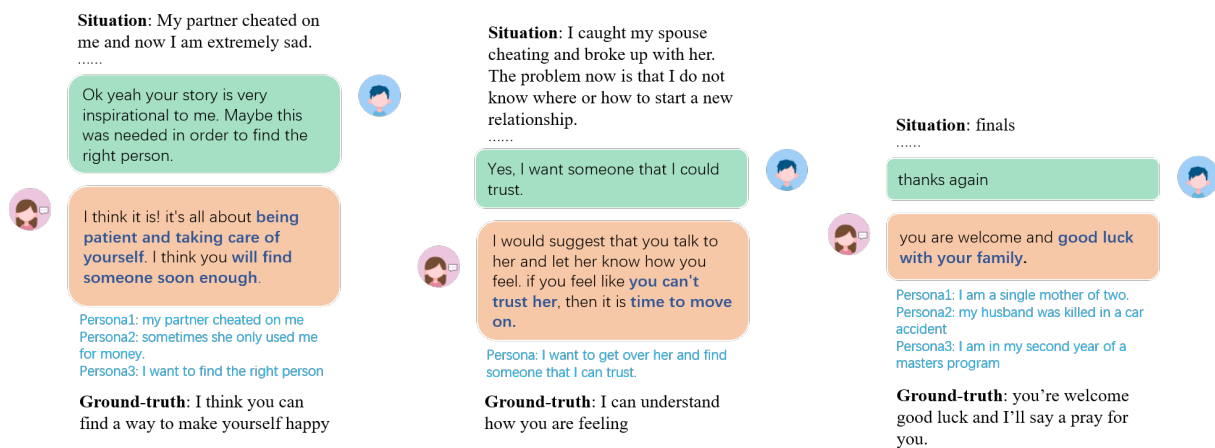 Situation: My partner cheated on
me and now I am extremely sad.
......
Ok yeah your story is very
inspirational to me. Maybe this
was needed in order to find the
right person.
I think it is! it's all about being
patient and taking care of
yourself. I think you will find
someone soon enough.
Persona1: my partner cheated on me
Persona2: sometimes she only used me
for money.
Persona3: I want to find the right person
Ground-truth: I think you can
find a way to make yourself happy
Situation: I caught my spouse
cheating and broke up with her.
The problem now is that I do not
know where or how to start a new
relationship.
......
Yes, I want someone that I could
trust.
I would suggest that you talk to
her and let her know how you
feel. if you feel like you can't
trust her, then it is time to move
on.
Persona: I want to get over her and find
someone that I can trust.
Ground-truth: I can understand
how you are feeling
Situation: finals
......
thanks again
you are welcome and good luck
with your family.
Persona1: I am a single mother of two.
Persona2: my husband was killed in a car
accident
Persona3: I am in my second year of a
masters program
Ground-truth: you’re welcome
good luck and I’ll say a pray for
you.